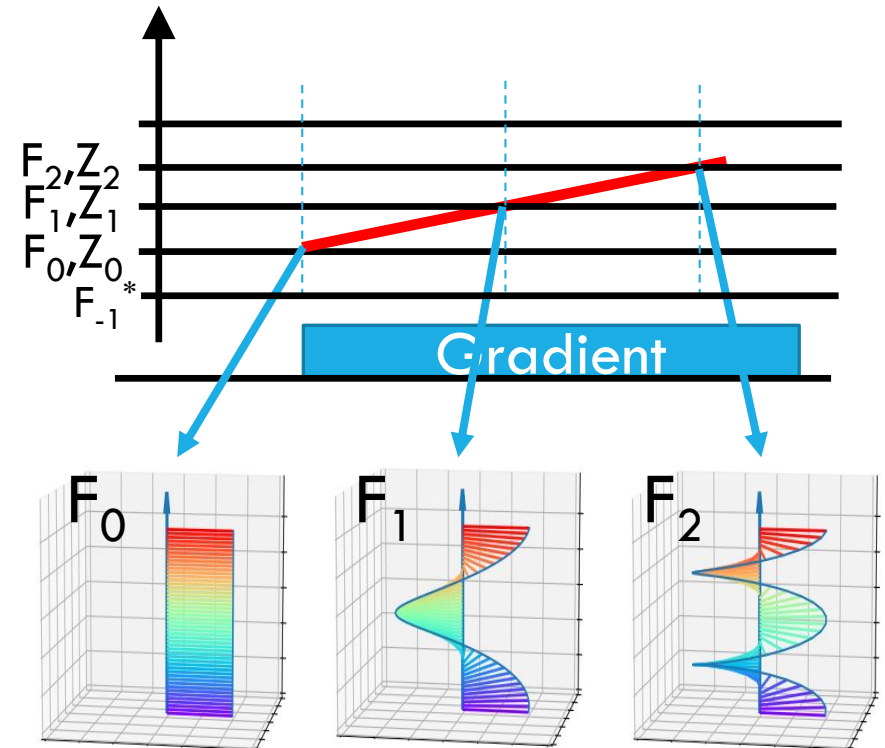 F₂,Z₂
F₁,Z₁
F₀,Z₀
F₋₁*
Gradient
F₀
F₁
F₂